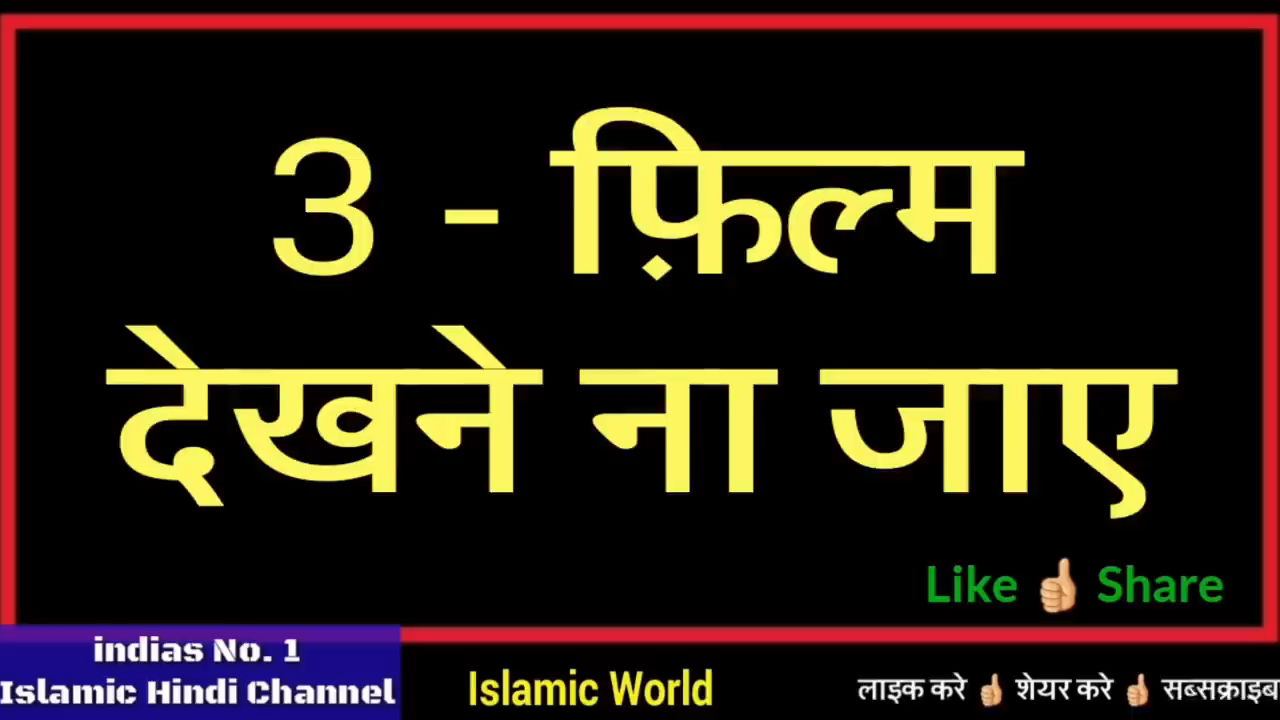 3 - फ़िल्म
देखने ना जाए
Like 👍 Share
indias No. 1
Islamic Hindi Channel
Islamic World
लाइक करे 👍 शेयर करे 👍 सब्सक्राइब